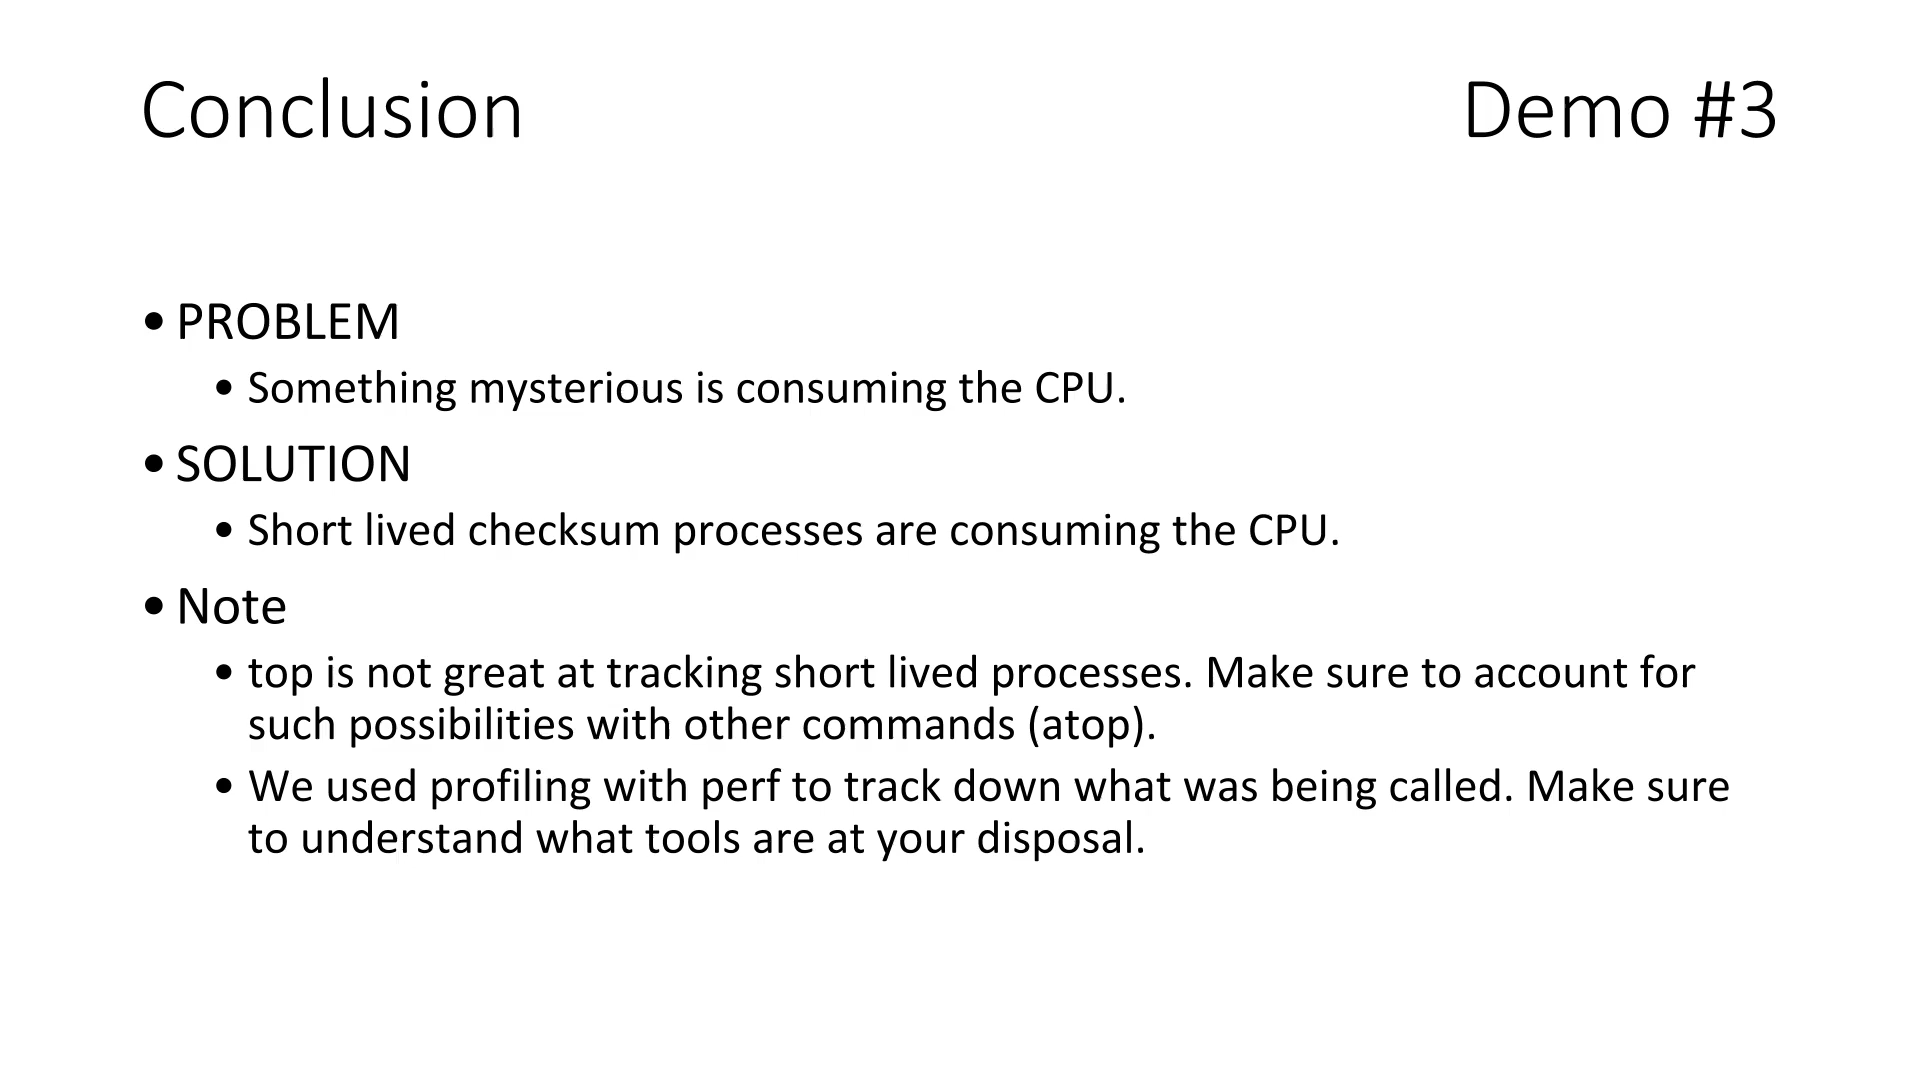 Conclusion
Demo #3
• PROBLEM
• Something mysterious is consuming the CPU.
• SOLUTION
• Short lived checksum processes are consuming the CPU.
• Note
• top is not great at tracking short lived processes. Make sure to account for
such possibilities with other commands (atop).
• We used profiling with perf to track down what was being called. Make sure
to understand what tools are at your disposal.